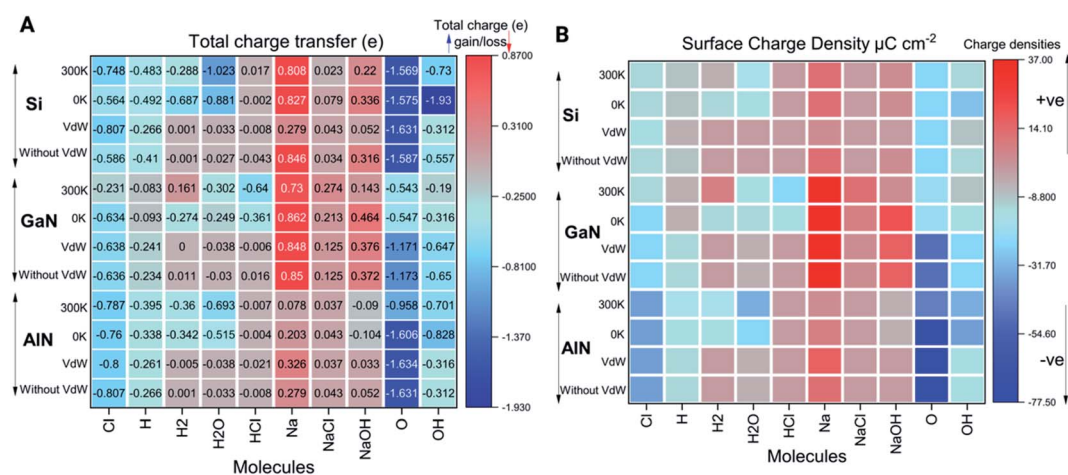 A
Total charge transfer (e)
Total charge (e)
gain/loss
Si
300K -0.748 -0.483 -0.288 -1.023 0.017 0.808 0.023 0.22 -1.569 -0.73
0K -0.564 -0.492 -0.687 -0.881 -0.002 0.827 0.079 0.336 -1.575 -1.93
VdW -0.807 -0.266 0.001 -0.033 -0.008 0.279 0.043 0.052 -1.631 -0.312
Without VdW -0.586 -0.41 -0.001 -0.027 -0.043 0.846 0.043 0.316 -1.587 -0.557
GaN
300K -0.231 -0.083 0.161 -0.302 -0.64 0.73 0.274 0.143 -0.543 -0.19
0K -0.634 -0.093 -0.274 -0.249 -0.361 0.862 0.213 0.464 -0.547 -0.316
VdW -0.638 -0.241 0 -0.038 -0.006 0.848 0.125 0.376 -1.171 -0.647
Without VdW -0.636 -0.234 0.011 -0.03 0.016 0.85 0.125 0.372 -1.173 -0.65
AlN
300K -0.787 -0.395 -0.36 -0.693 -0.007 0.078 0.037 -0.09 -0.958 -0.701
0K -0.76 -0.338 -0.342 -0.515 -0.004 0.203 0.043 -0.104 -1.606 -0.828
VdW -0.8 -0.261 -0.005 -0.038 -0.021 0.326 0.037 0.033 -1.634 -0.316
Without VdW -0.807 -0.266 0.001 -0.033 -0.008 0.279 0.043 0.052 -1.631 -0.312
Cl H H2 H2O HCl Na NaCl NaOH O OH
Molecules
0.8700
0.3100
-0.2500
-0.8100
-1.370
-1.930
B
Surface Charge Density µC cm-2
Charge densities
Si
300K
0K
VdW
Without VdW
GaN
300K
0K
VdW
Without VdW
AlN
300K
0K
VdW
Without VdW
Cl H H2 H2O HCl Na NaCl NaOH O OH
Molecules
37.00
14.10
-8.800
-31.70
-54.60
-77.50
+ve
-ve